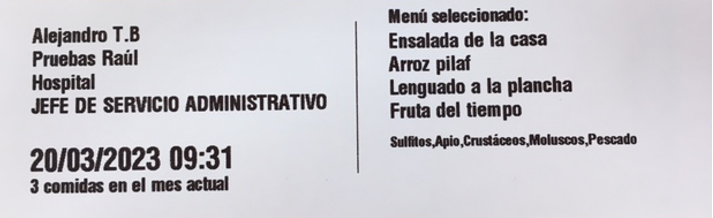 Alejandro T.B
Pruebas Raúl
Hospital
JEFE DE SERVICIO ADMINISTRATIVO
20/03/2023 09:31
3 comidas en el mes actual
Menú seleccionado:
Ensalada de la casa
Arroz pilaf
Lenguado a la plancha
Fruta del tiempo
Sulfitos,Apio,Crustáceos,Moluscos,Pescado